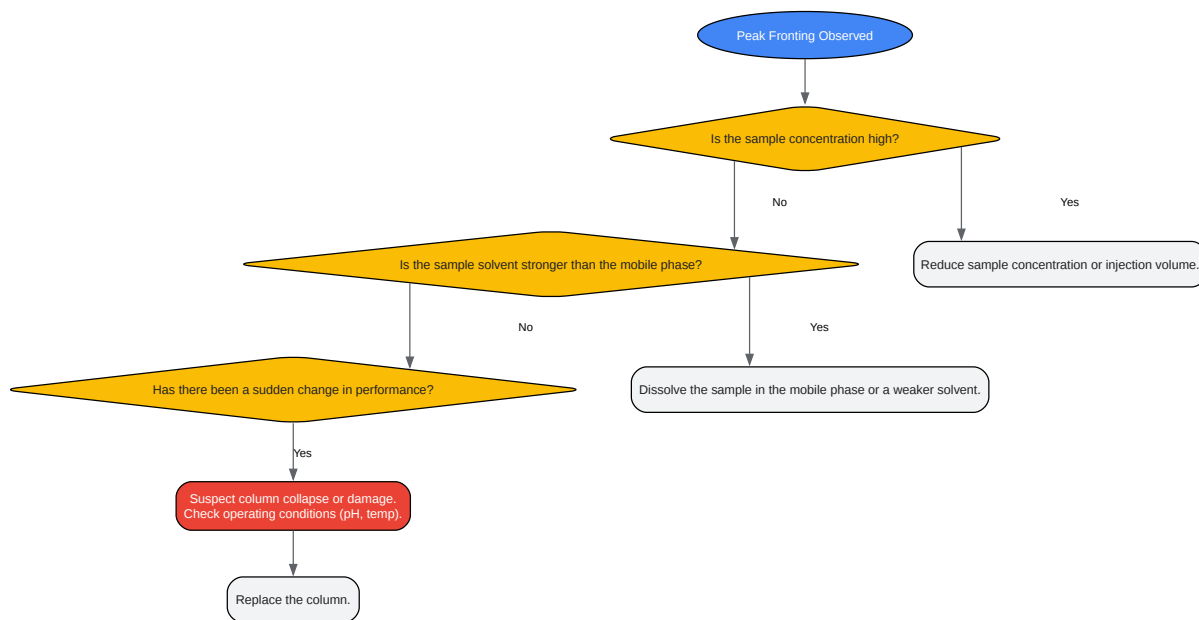 Peak Fronting Observed
Is the sample concentration high?
No
Yes
Reduce sample concentration or injection volume.
Is the sample solvent stronger than the mobile phase?
No
Yes
Dissolve the sample in the mobile phase or a weaker solvent.
Has there been a sudden change in performance?
Yes
Suspect column collapse or damage.
Check operating conditions (pH, temp).
Replace the column.